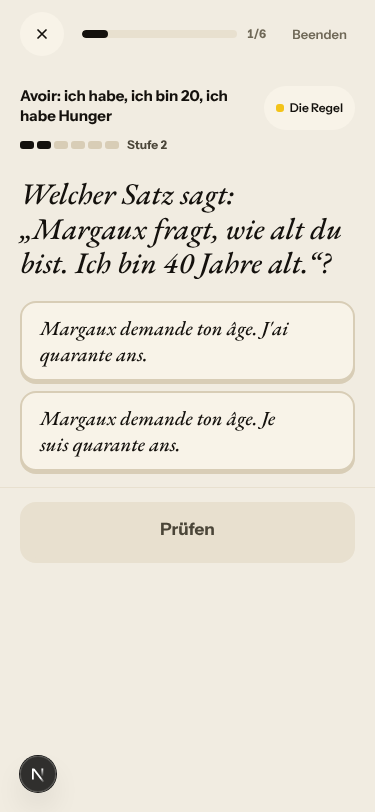 ✕
1/6
Beenden
Avoir: ich habe, ich bin 20, ich
habe Hunger
Die Regel
Stufe 2
Welcher Satz sagt:
„Margaux fragt, wie alt du
bist. Ich bin 40 Jahre alt.“?
Margaux demande ton âge. J'ai
quarante ans.
Margaux demande ton âge. Je
suis quarante ans.
Prüfen
N